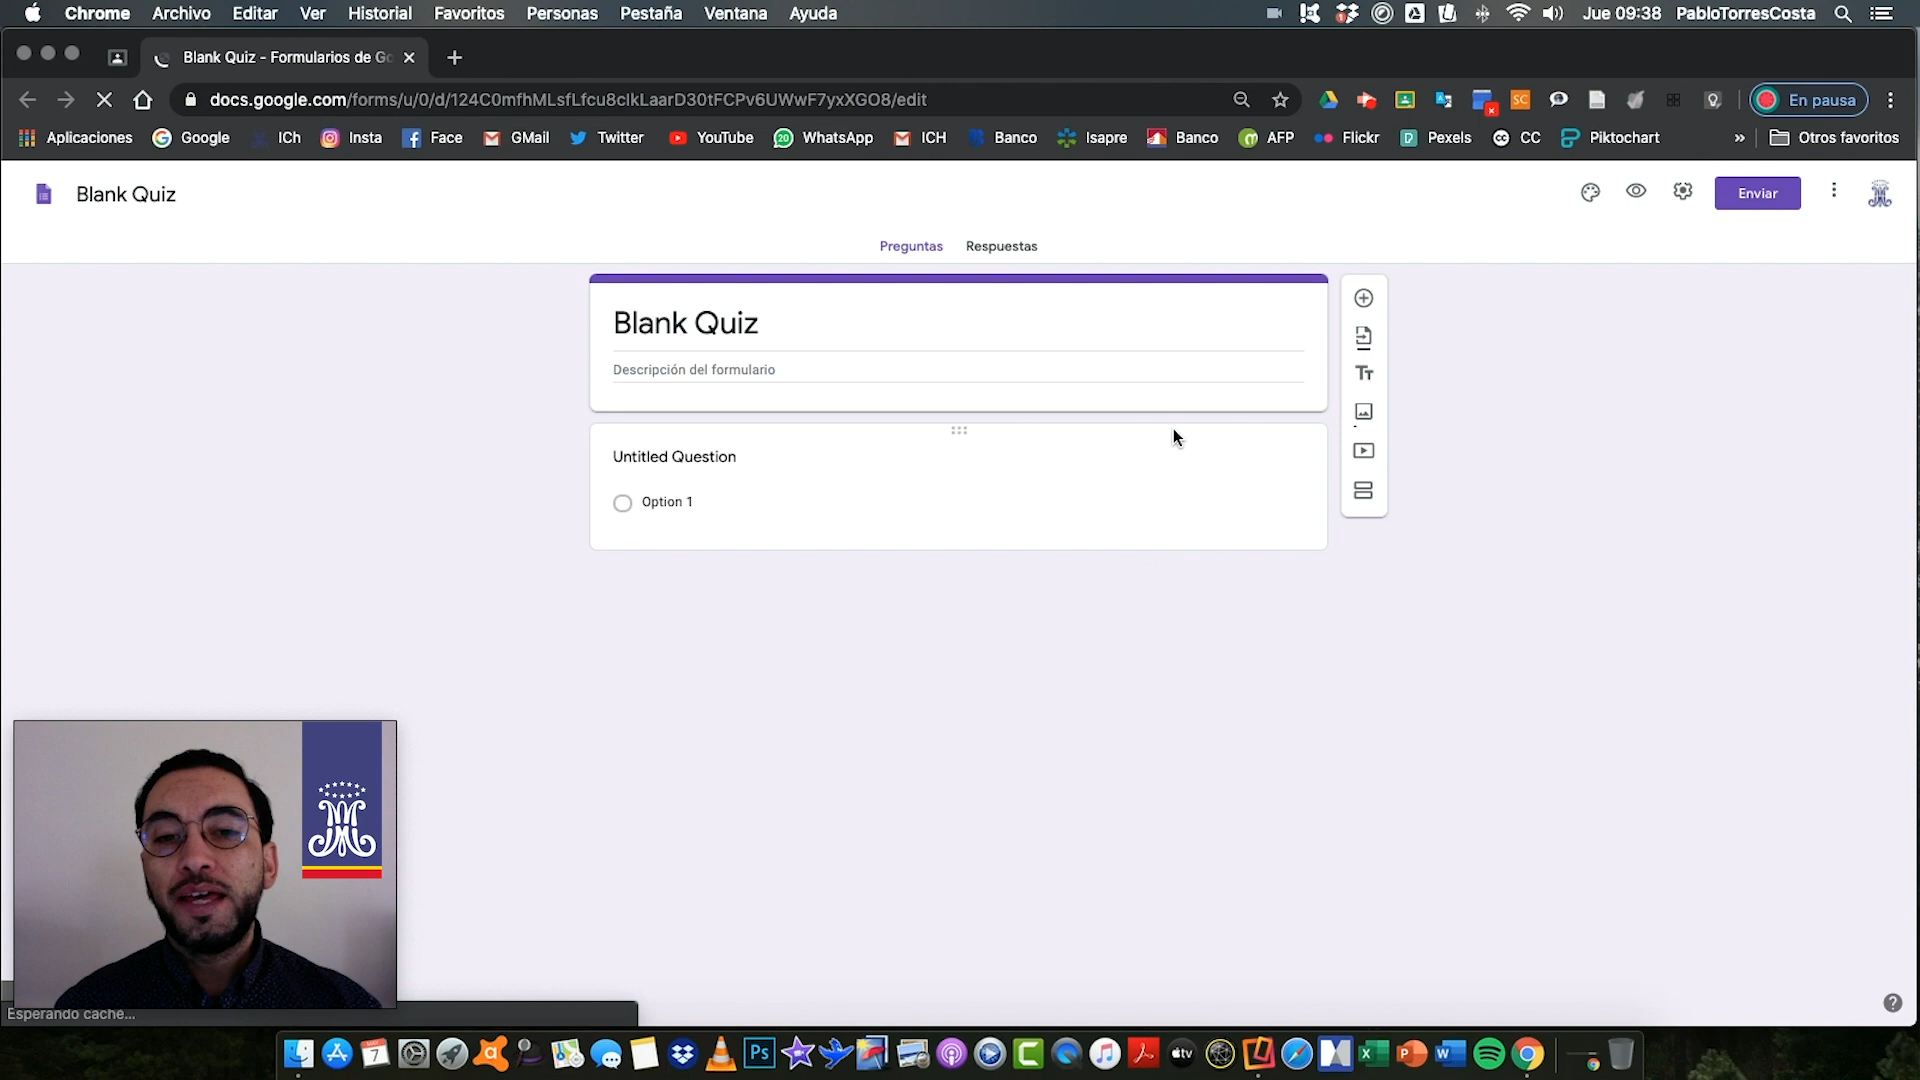 Chrome Archivo Editar Ver Historial Favoritos Personas Pestaña Ventana Ayuda
Jue 09:38 PabloTorresCosta
Blank Quiz - Formularios de Go
docs.google.com/forms/u/0/d/124C0mfhMLsfLfcu8clkLaarD30tFCPv6UWwF7yxXGO8/edit
En pausa
Aplicaciones Google ICh Insta Face GMail Twitter YouTube WhatsApp ICH Banco Isapre Banco AFP Flickr Pexels CC Piktochart » Otros favoritos
Blank Quiz
Enviar
Preguntas Respuestas
Blank Quiz
Descripción del formulario
Untitled Question
Option 1
Esperando cache...